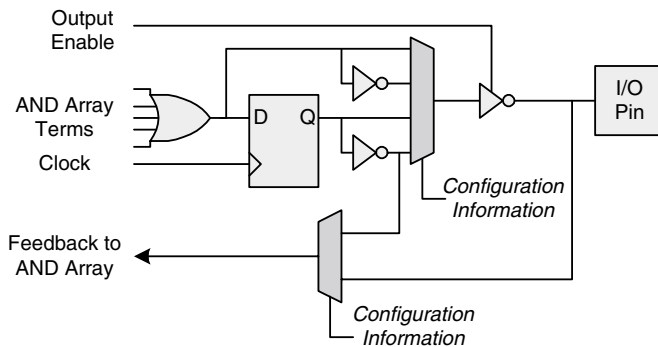 Output
Enable
AND Array
Terms
Clock
D
Q
I/O
Pin
Configuration
Information
Feedback to
AND Array
Configuration
Information